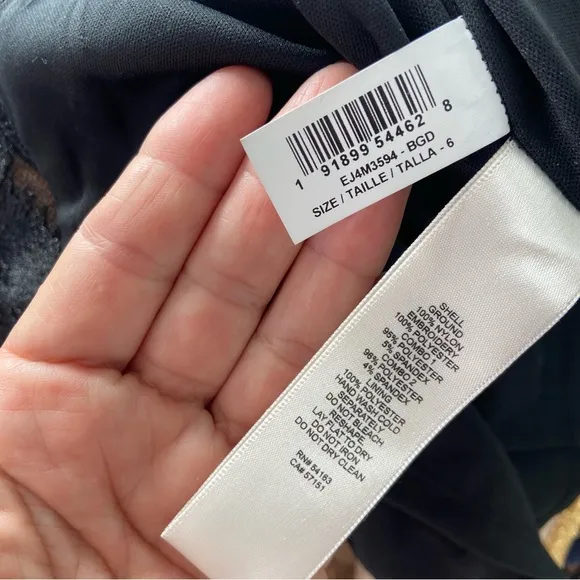 1 91899 54462 8
EJ4M3594 - BGD
SIZE / TAILLE / TALLA - 6
SHELL
GROUND
100% NYLON
EMBROIDERY
100% POLYESTER
COMBO 1
95% POLYESTER
5% SPANDEX
COMBO 2
96% POLYESTER
4% SPANDEX
LINING
100% POLYESTER
HAND WASH COLD
SEPARATELY
DO NOT BLEACH
RESHAPE
LAY FLAT TO DRY
DO NOT IRON
DO NOT DRY CLEAN
RN# 54163
CA# 57151